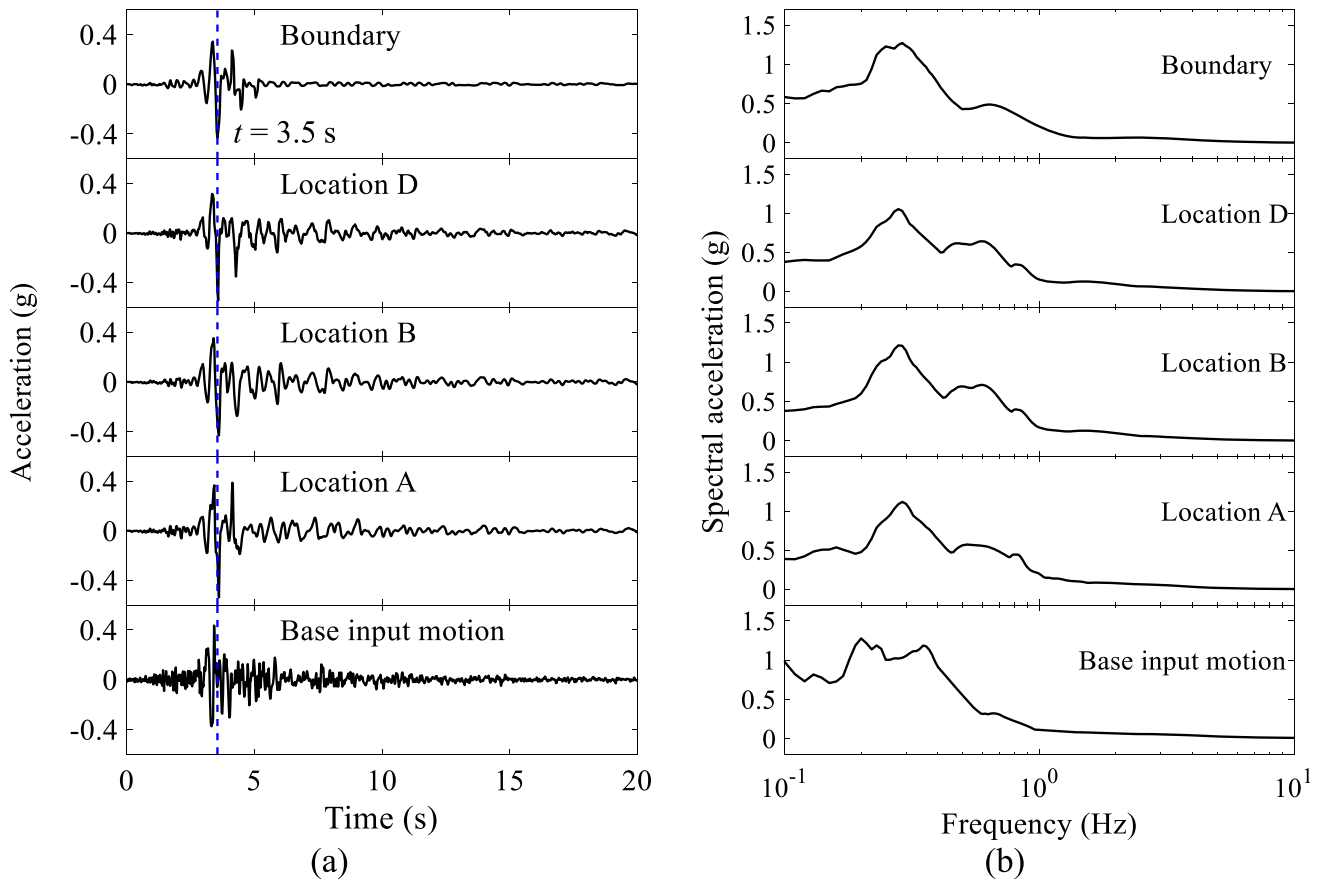 Acceleration (g)
0.4
0
-0.4
Boundary
t = 3.5 s
0.4
0
-0.4
Location D
0.4
0
-0.4
Location B
0.4
0
-0.4
Location A
0.4
0
-0.4
Base input motion
0 5 10 15 20
Time (s)
(a)
Spectral acceleration (g)
1.5
1
0.5
0
Boundary
1.5
1
0.5
0
Location D
1.5
1
0.5
0
Location B
1.5
1
0.5
0
Location A
1.5
1
0.5
0
Base input motion
10⁻¹ 10⁰ 10¹
Frequency (Hz)
(b)